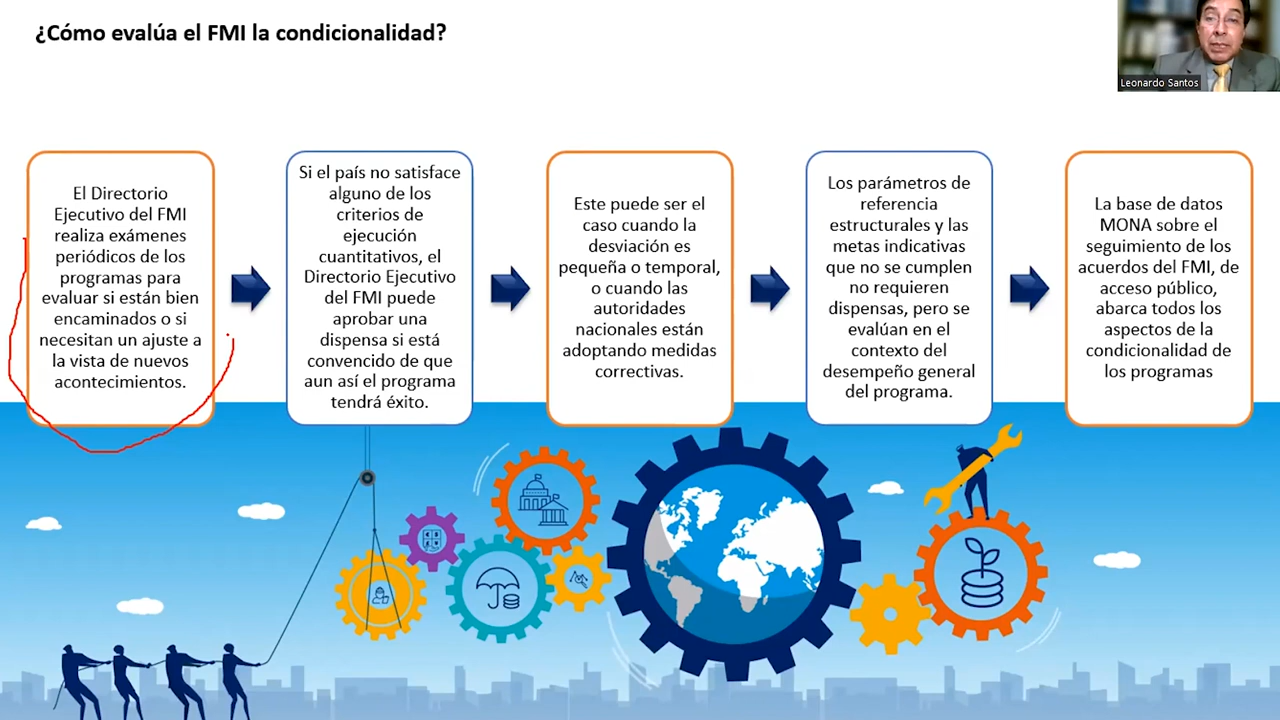 ¿Cómo evalúa el FMI la condicionalidad?
Leonardo Santos
El Directorio
Ejecutivo del FMI
realiza exámenes
periódicos de los
programas para
evaluar si están bien
encaminados o si
necesitan un ajuste a
la vista de nuevos
acontecimientos.
Si el país no satisface
alguno de los
criterios de
ejecución
cuantitativos, el
Directorio Ejecutivo
del FMI puede
aprobar una
dispensa si está
convencido de que
aun así el programa
tendrá éxito.
Este puede ser el
caso cuando la
desviación es
pequeña o temporal,
o cuando las
autoridades
nacionales están
adoptando medidas
correctivas.
Los parámetros de
referencia
estructurales y las
metas indicativas
que no se cumplen
no requieren
dispensas, pero se
evalúan en el
contexto del
desempeño general
del programa.
La base de datos
MONA sobre el
seguimiento de los
acuerdos del FMI, de
acceso público,
abarca todos los
aspectos de la
condicionalidad de
los programas